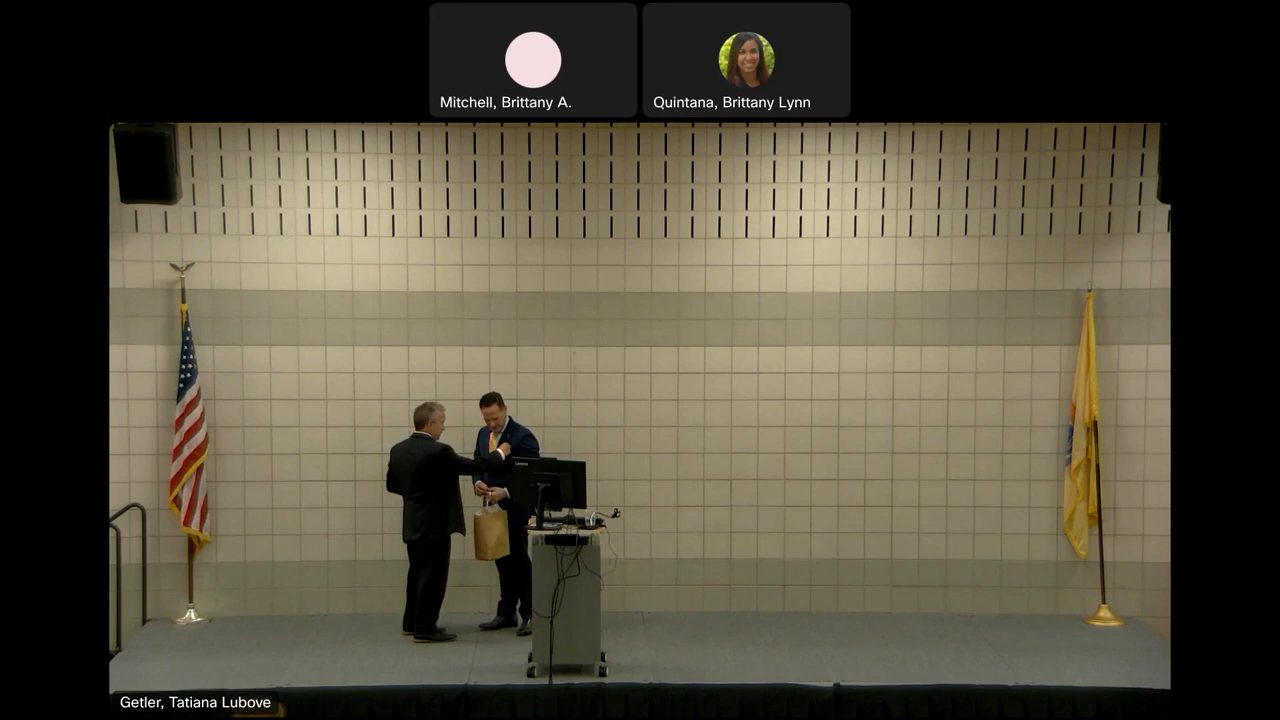 Mitchell, Brittany A.
Quintana, Brittany Lynn
Getler, Tatiana Lubove